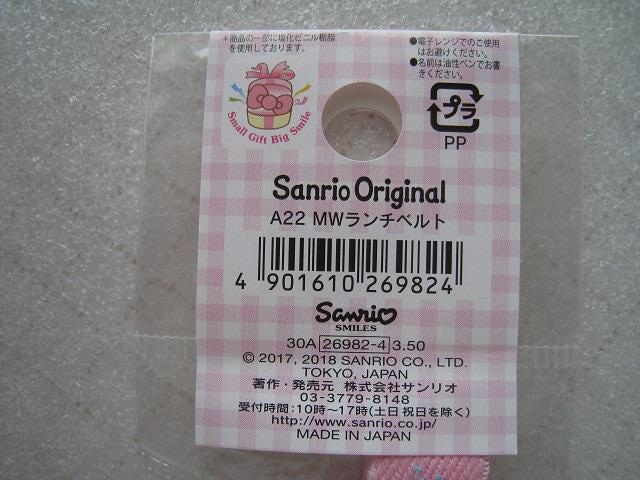 *商品の一部に塩化ビニル樹脂
を使用しております。
●電子レンジでのご使用
はお避けください。
●名前は油性ペンでお書
きください。
Small Gift Big Smile
プラ
PP
Sanrio Original
A22 MWランチベルト
4 901610 269824
Sanrio
SMILES
30A 26982-4 3.50
© 2017, 2018 SANRIO CO., LTD.
TOKYO, JAPAN
著作・発売元 株式会社サンリオ
03-3779-8148
受付時間:10時~17時(土日祝日を除く)
http://www.sanrio.co.jp/
MADE IN JAPAN